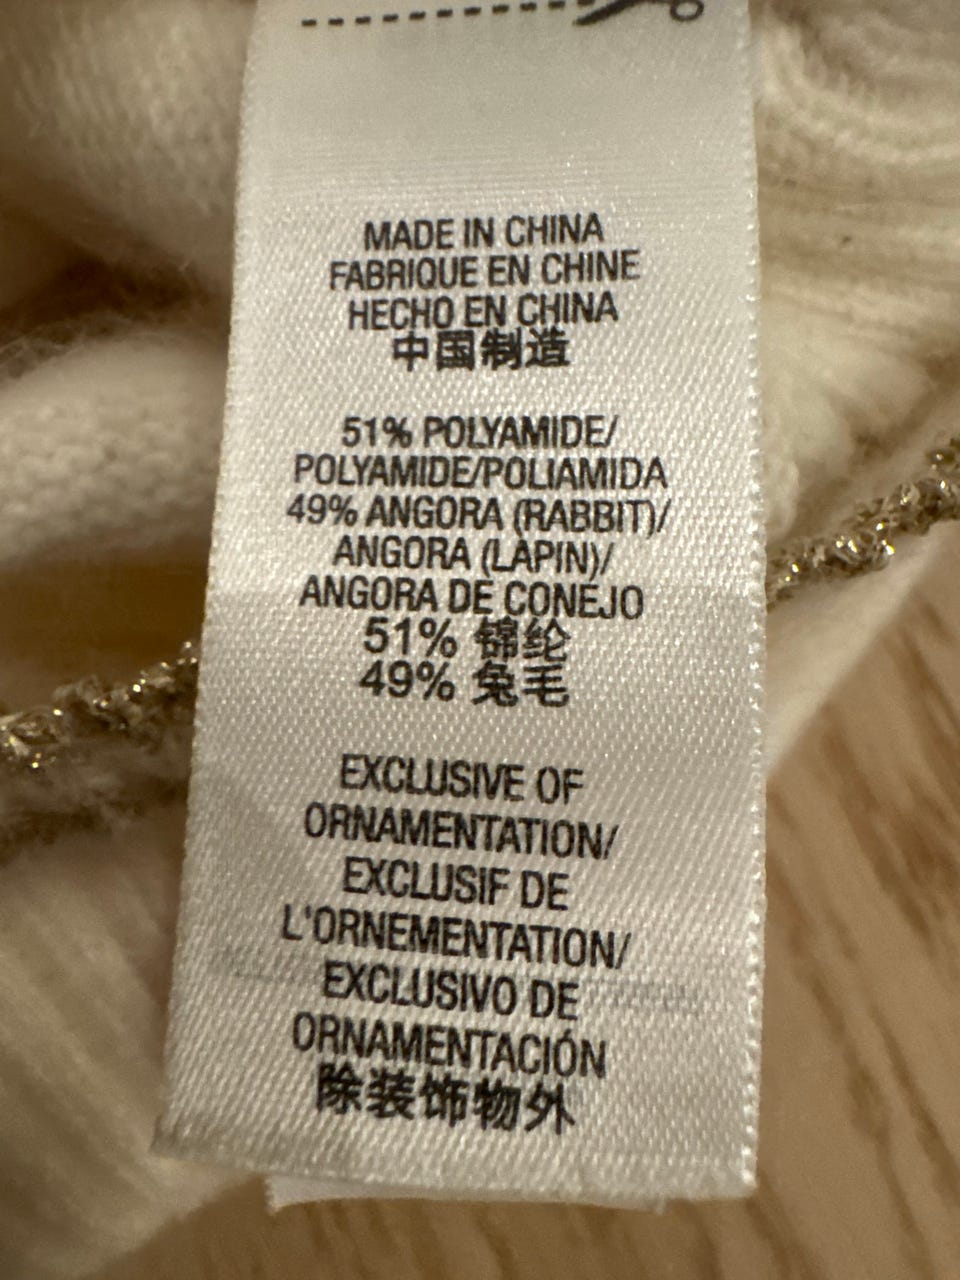 MADE IN CHINA
FABRIQUE EN CHINE
HECHO EN CHINA
中国制造
51% POLYAMIDE/
POLYAMIDE/POLIAMIDA
49% ANGORA (RABBIT)/
ANGORA (LAPIN)/
ANGORA DE CONEJO
51% 锦纶
49% 兔毛
EXCLUSIVE OF
ORNAMENTATION/
EXCLUSIF DE
L'ORNEMENTATION/
EXCLUSIVO DE
ORNAMENTACIÓN
除装饰物外